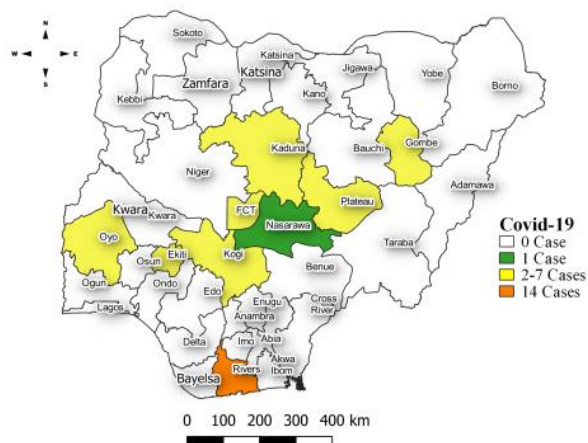 N
W E
S
Sokoto
Katsina
Zamfara
Katsina
Jigawa
Yobe
Borno
Kebbi
Kano
Kaduna
Bauchi
Gombe
Niger
Adamawa
Kwara
Kwara
FCT
Plateau
Nasarawa
Taraba
Oyo
Osun
Ekiti
Kogi
Benue
Ogun
Ondo
Edo
Lagos
Enugu
Anambra
Cross
River
Delta
Imo
Abia
Bayelsa
Rivers
Akwa
Ibom
Covid-19
0 Case
1 Case
2-7 Cases
14 Cases
0 100 200 300 400 km